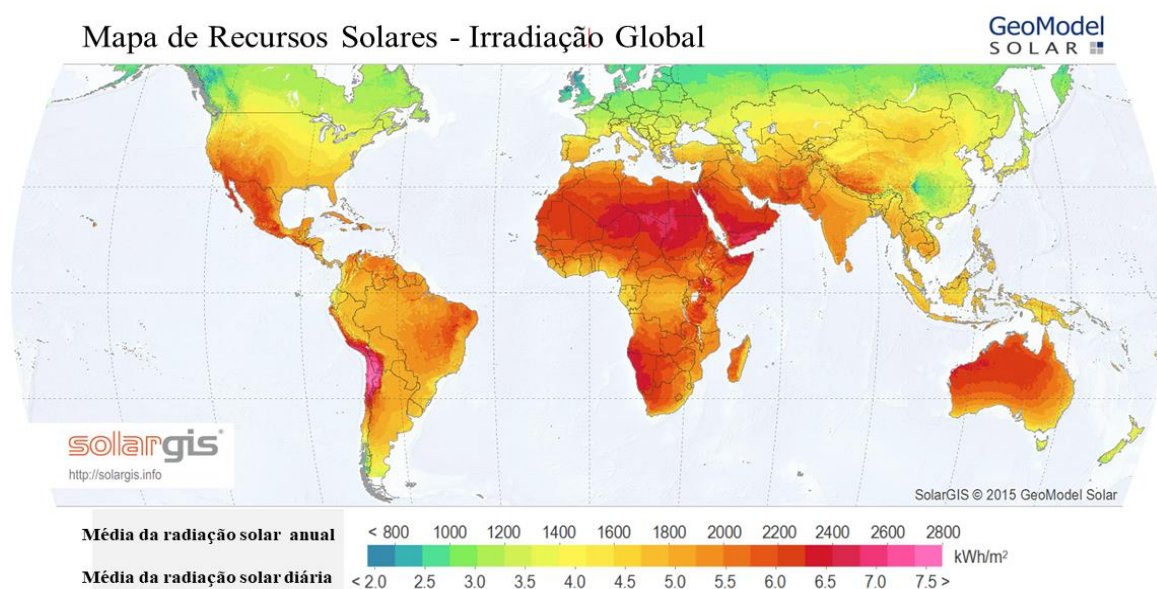 Mapa de Recursos Solares - Irradiação Global
GeoModel
SOLAR
solargis
http://solargis.info
SolarGIS © 2015 GeoModel Solar
Média da radiação solar anual
< 800 1000 1200 1400 1600 1800 2000 2200 2400 2600 2800
kWh/m²
Média da radiação solar diária
< 2.0 2.5 3.0 3.5 4.0 4.5 5.0 5.5 6.0 6.5 7.0 7.5 >